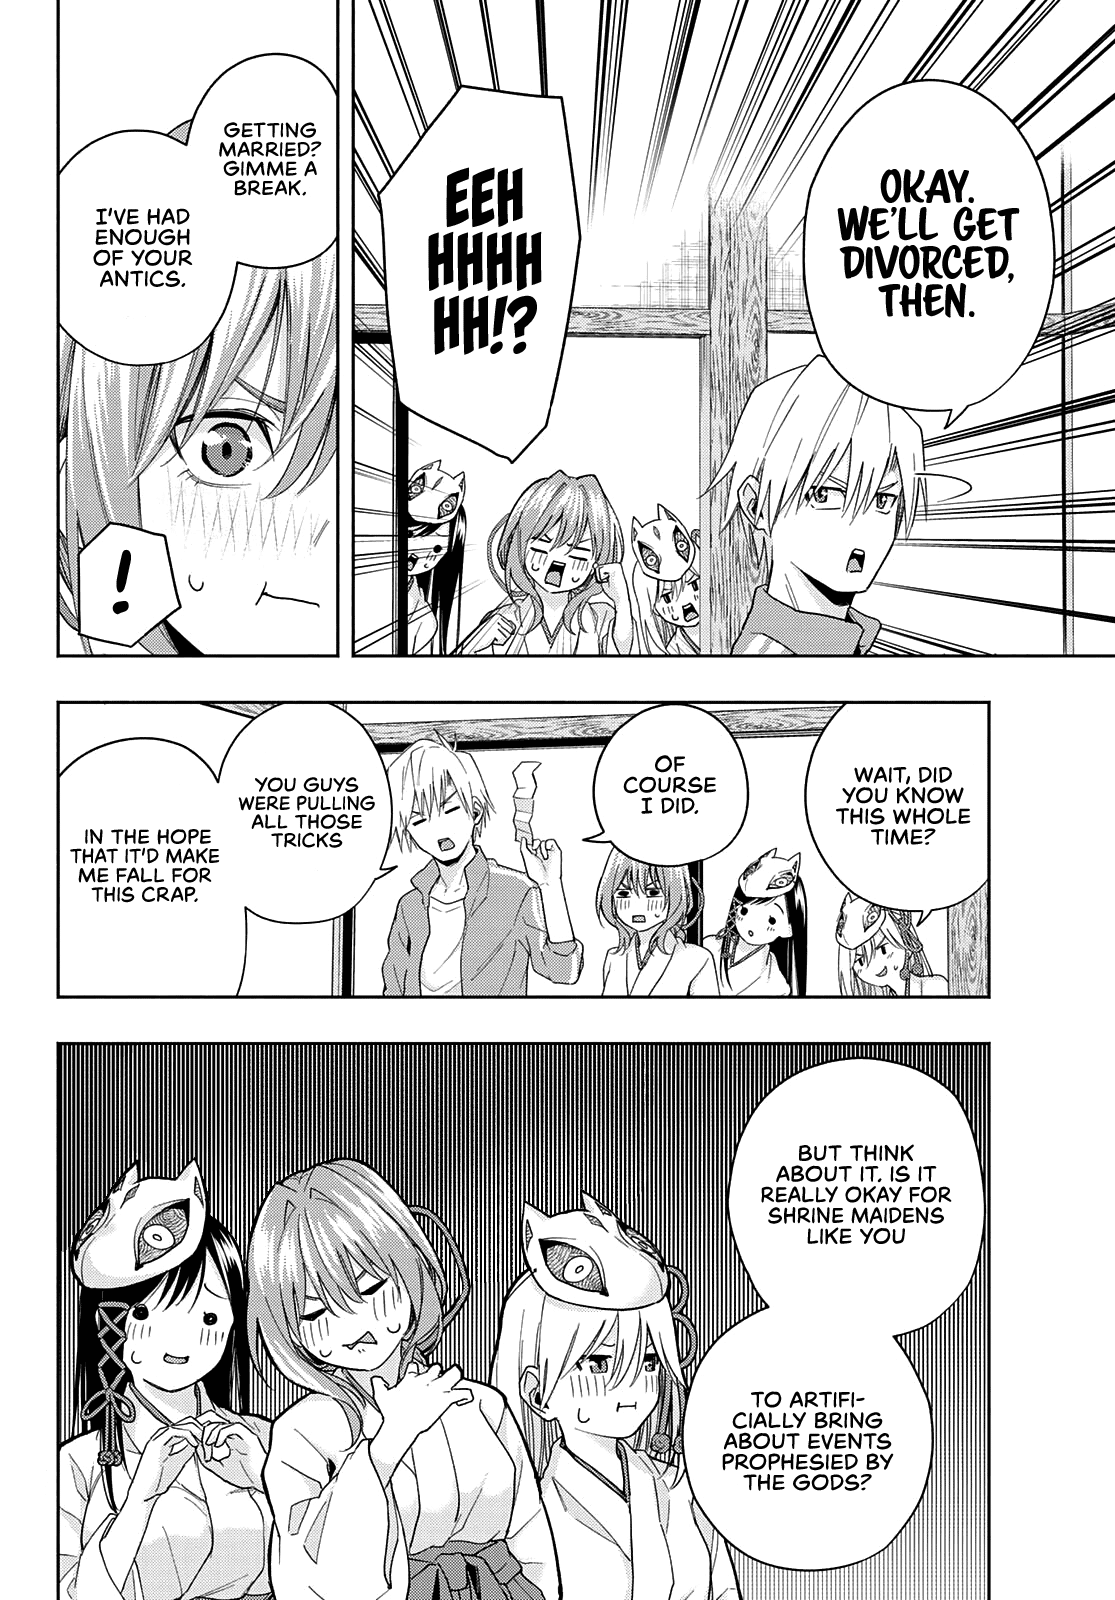 OKAY.
WE'LL GET
DIVORCED,
THEN.
EEH
HHHH
HH!?
GETTING
MARRIED?
GIMME A
BREAK.
I'VE HAD
ENOUGH
OF YOUR
ANTICS.
!
WAIT, DID
YOU KNOW
THIS WHOLE
TIME?
OF
COURSE
I DID.
YOU GUYS
WERE PULLING
ALL THOSE
TRICKS
IN THE HOPE
THAT IT'D MAKE
ME FALL FOR
THIS CRAP.
BUT THINK
ABOUT IT. IS IT
REALLY OKAY FOR
SHRINE MAIDENS
LIKE YOU
TO ARTIFI-
CIALLY BRING
ABOUT EVENTS
PROPHESIED BY
THE GODS?